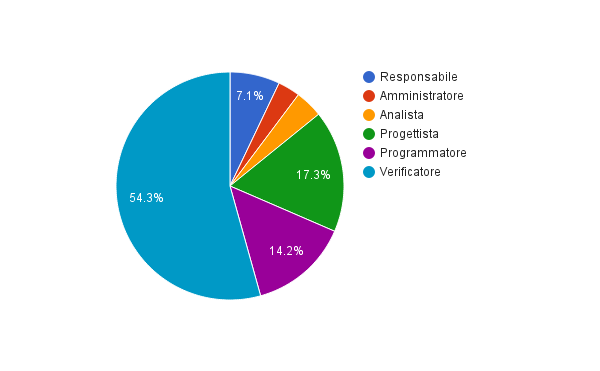 Responsabile
Amministratore
Analista
Progettista
Programmatore
Verificatore
7.1%
17.3%
14.2%
54.3%